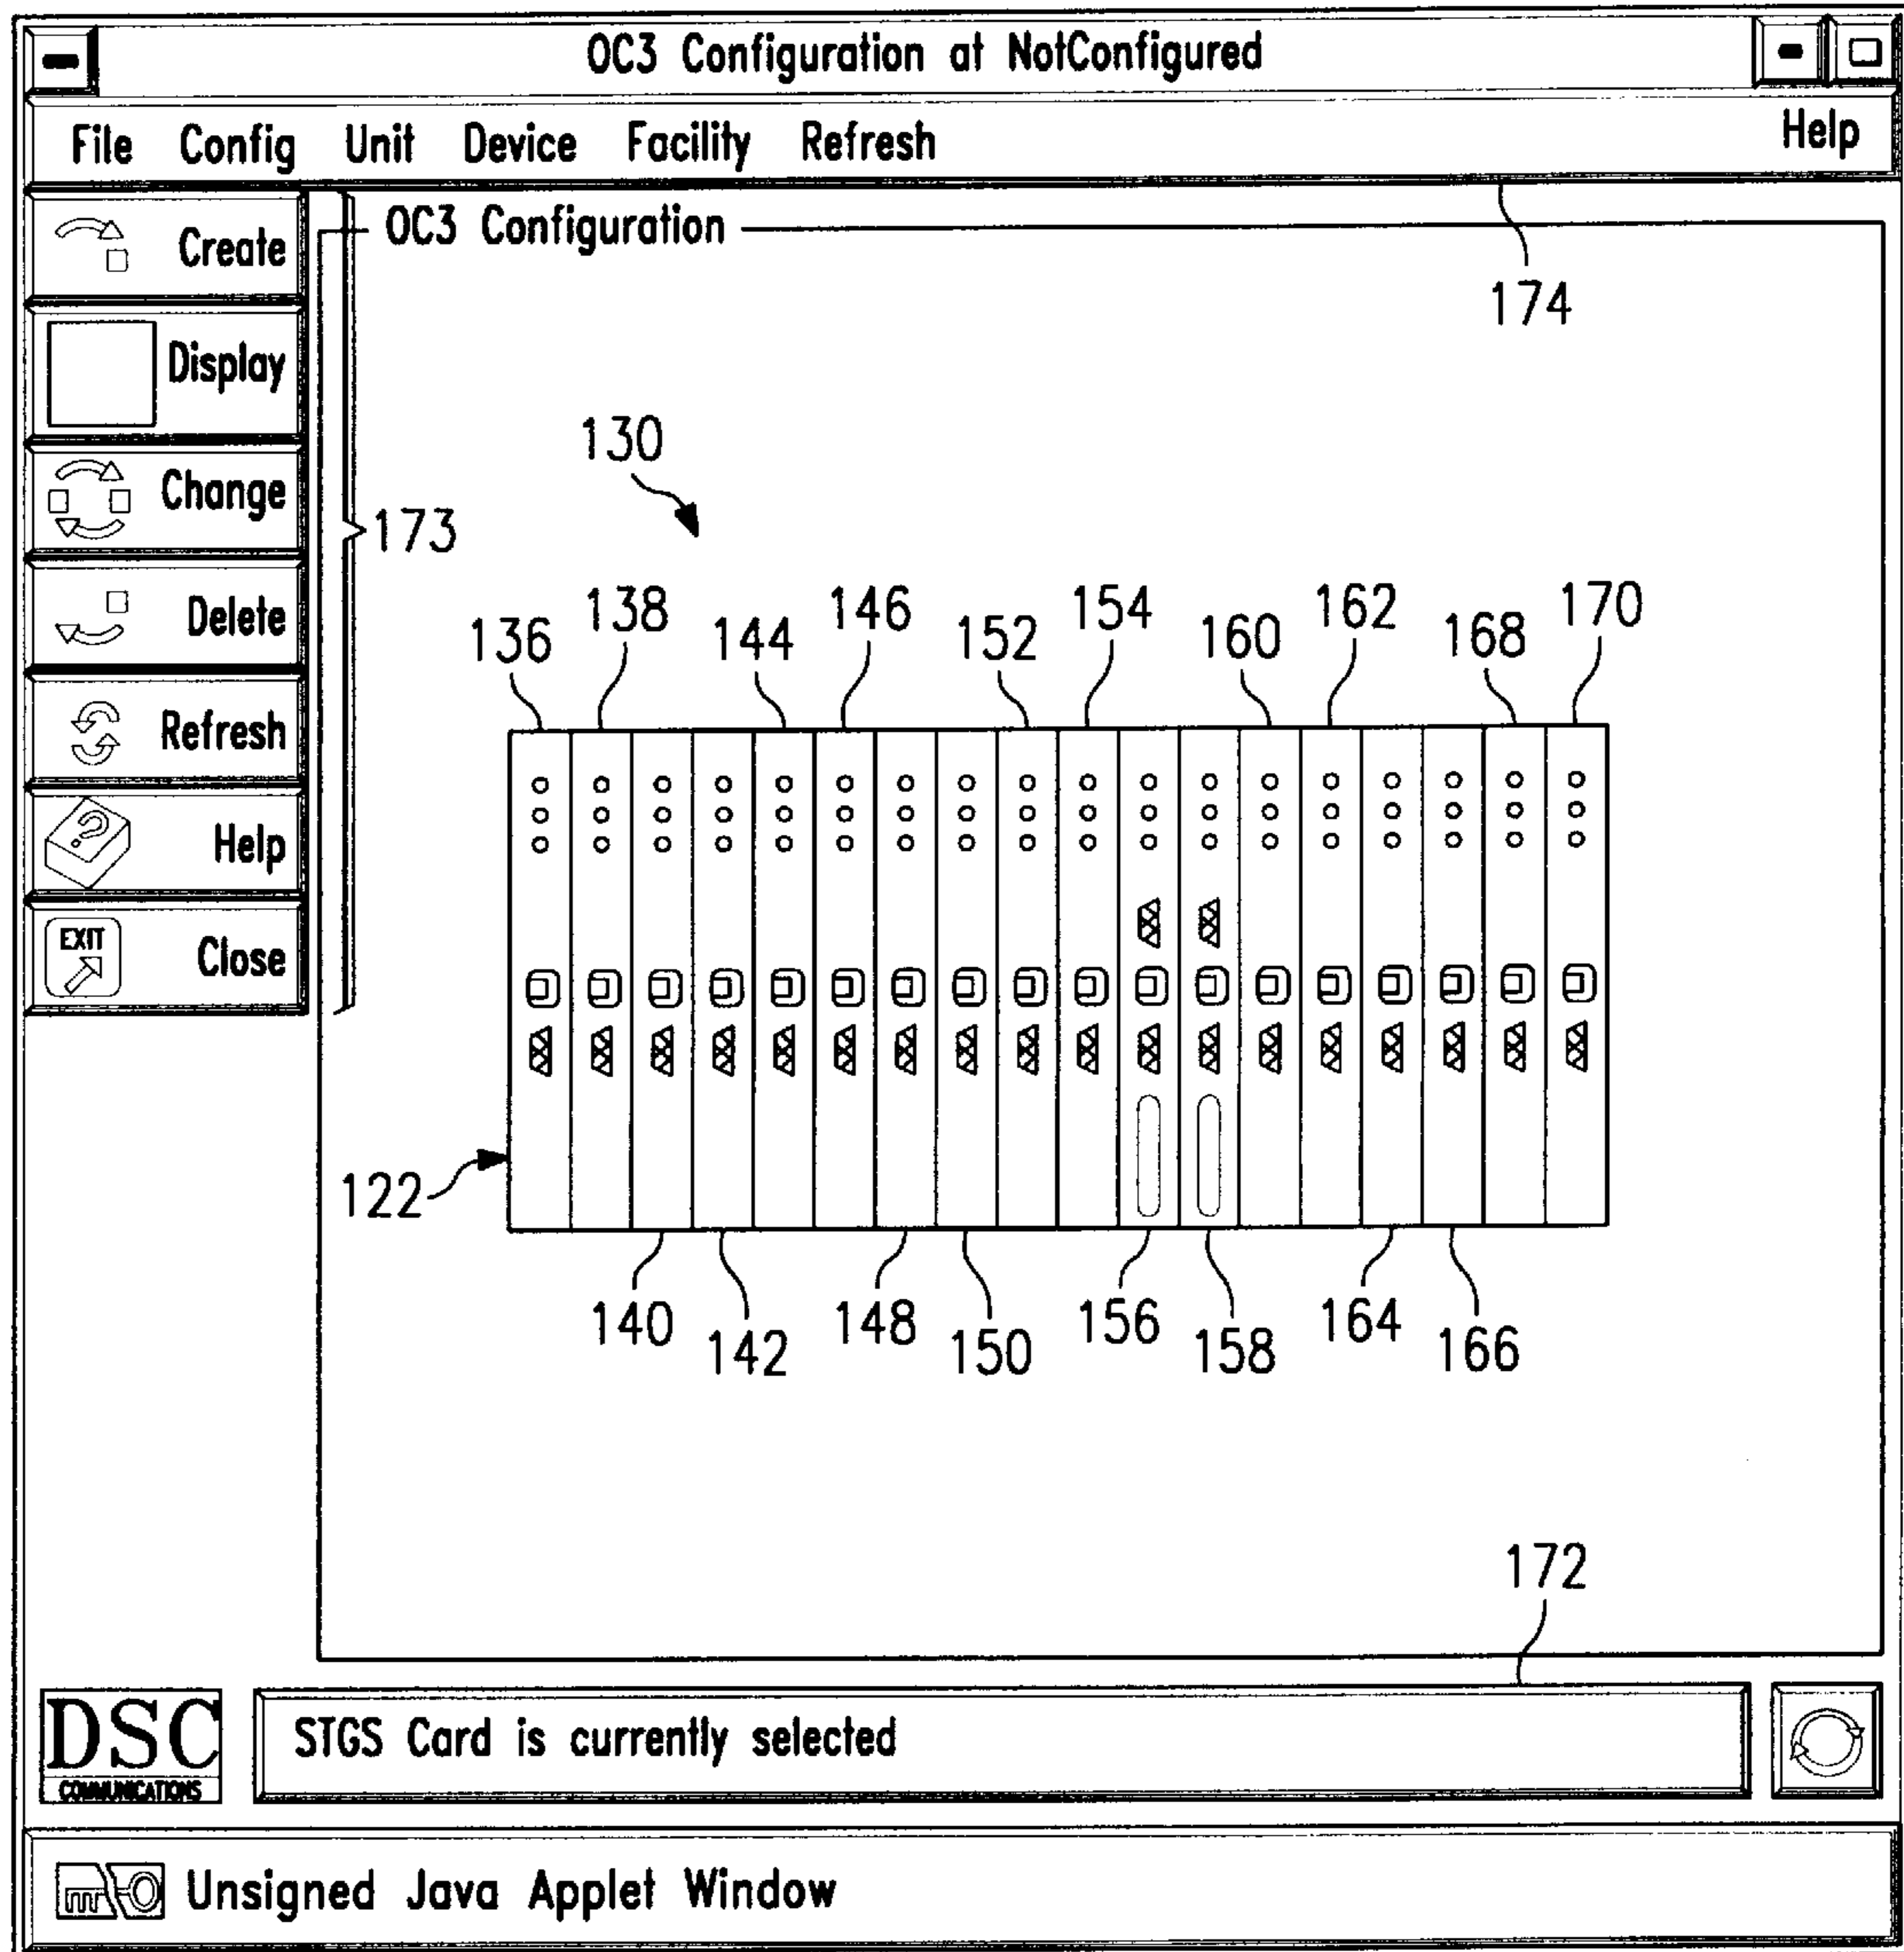 OC3 Configuration at NotConfigured
File Config Unit Device Facility Refresh Help
Create
OC3 Configuration
174
Display
130
Change
173
Delete
136 138 144 146 152 154 160 162 168 170
Refresh
?
Help
EXIT
Close
122
140 142 148 150 156 158 164 166
172
DSC
COMMUNICATIONS
STGS Card is currently selected
Unsigned Java Applet Window